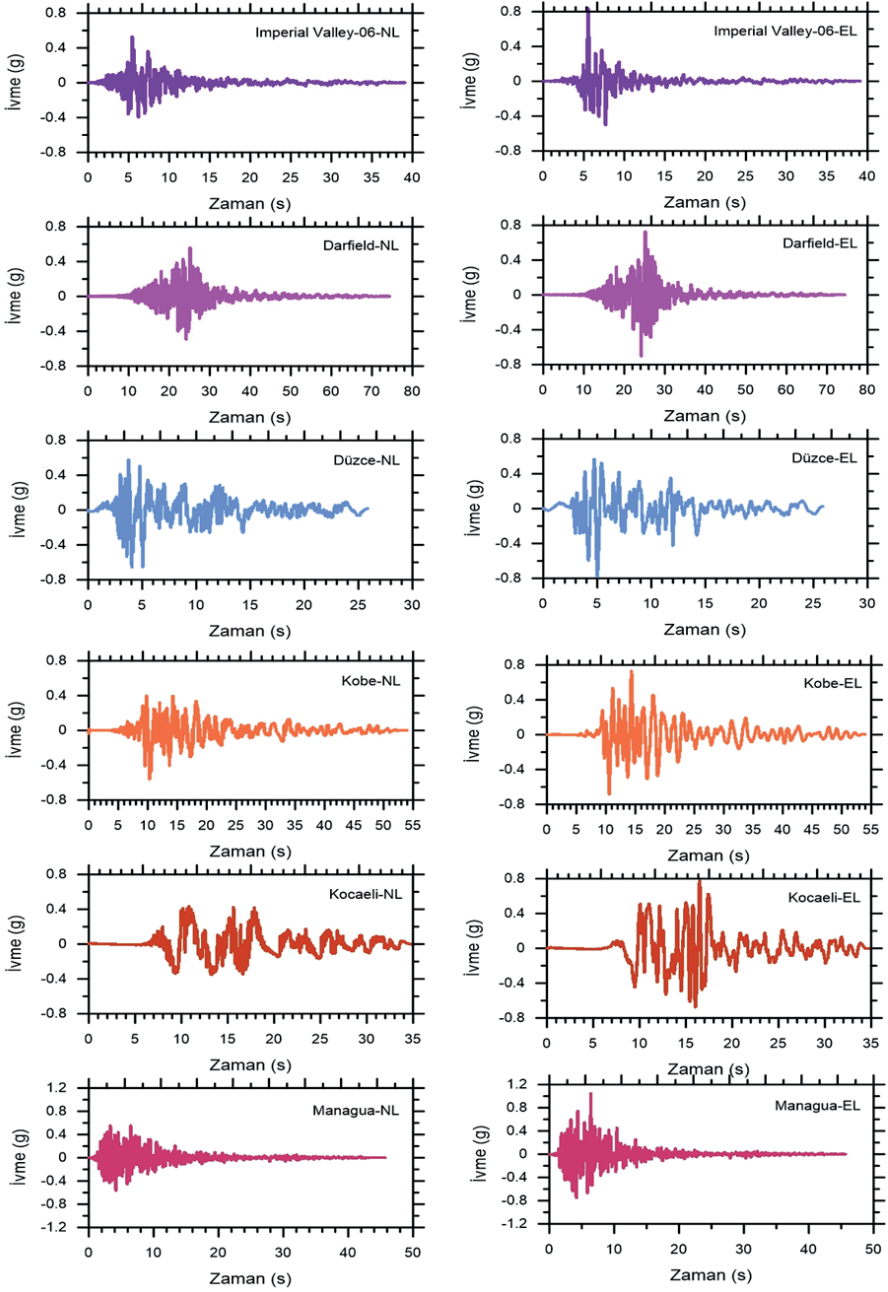 0.8
0.4
0
-0.4
-0.8
İvme (g)
Imperial Valley-06-NL
0 5 10 15 20 25 30 35 40
Zaman (s)
0.8
0.4
0
-0.4
-0.8
İvme (g)
Imperial Valley-06-EL
0 5 10 15 20 25 30 35 40
Zaman (s)
0.8
0.4
0
-0.4
-0.8
İvme (g)
Darfield-NL
0 10 20 30 40 50 60 70 80
Zaman (s)
0.8
0.4
0
-0.4
-0.8
İvme (g)
Darfield-EL
0 10 20 30 40 50 60 70 80
Zaman (s)
0.8
0.4
0
-0.4
-0.8
İvme (g)
Düzce-NL
0 5 10 15 20 25 30
Zaman (s)
0.8
0.4
0
-0.4
-0.8
İvme (g)
Düzce-EL
0 5 10 15 20 25 30
Zaman (s)
0.8
0.4
0
-0.4
-0.8
İvme (g)
Kobe-NL
0 5 10 15 20 25 30 35 40 45 50 55
Zaman (s)
0.8
0.4
0
-0.4
-0.8
İvme (g)
Kobe-EL
0 5 10 15 20 25 30 35 40 45 50 55
Zaman (s)
0.8
0.4
0
-0.4
-0.8
İvme (g)
Kocaeli-NL
0 5 10 15 20 25 30 35
Zaman (s)
0.8
0.4
0
-0.4
-0.8
İvme (g)
Kocaeli-EL
0 5 10 15 20 25 30 35
Zaman (s)
1.2
0.8
0.4
0
-0.4
-0.8
-1.2
İvme (g)
Managua-NL
0 10 20 30 40 50
Zaman (s)
1.2
0.8
0.4
0
-0.4
-0.8
-1.2
İvme (g)
Managua-EL
0 10 20 30 40 50
Zaman (s)